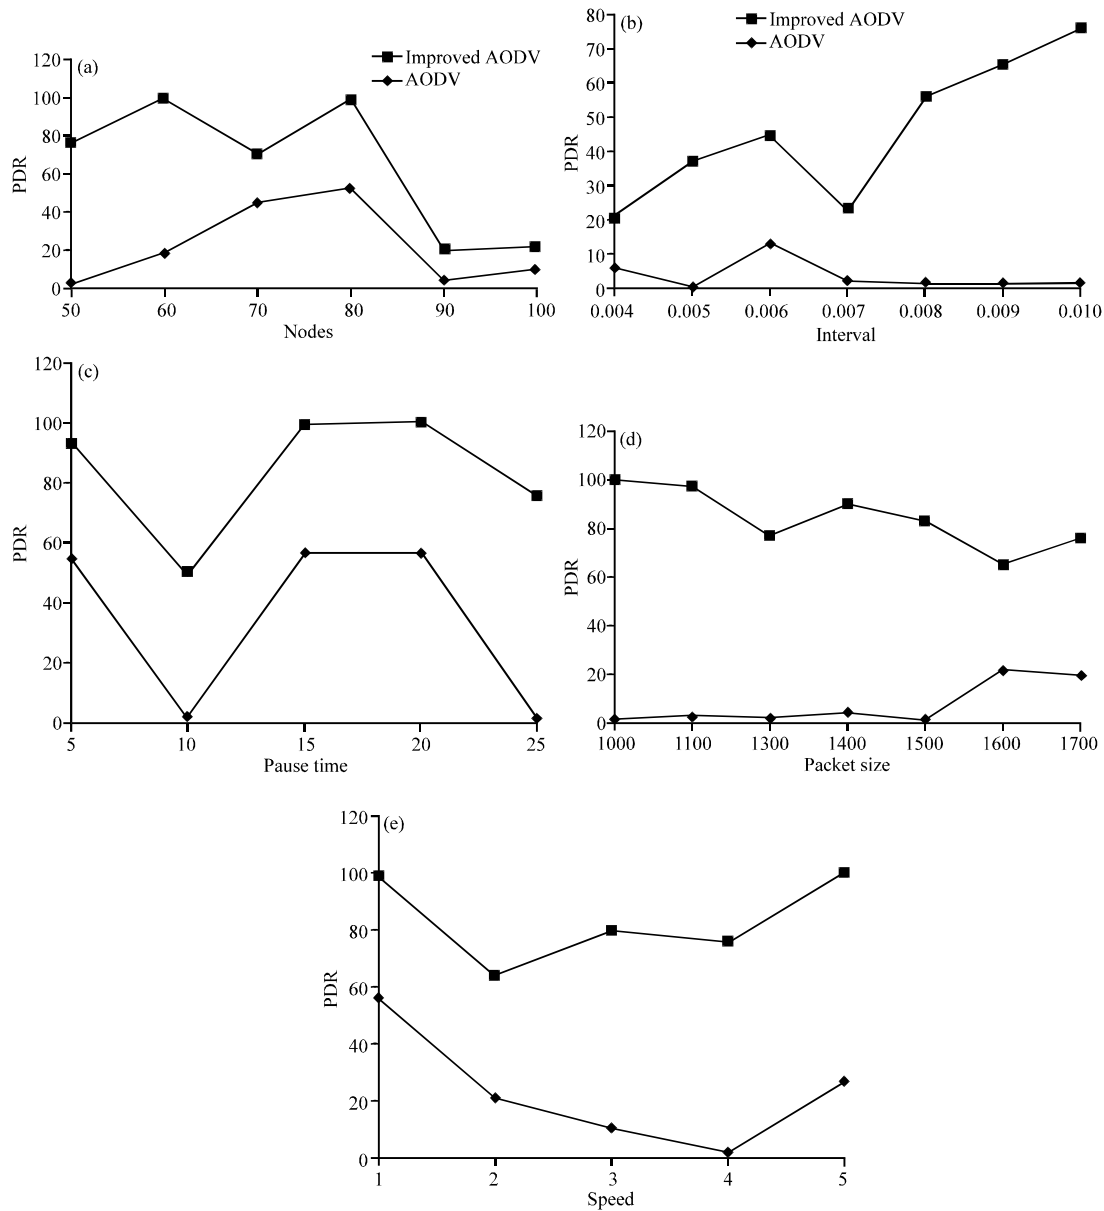 (a)
Improved AODV
AODV
PDR
120
100
80
60
40
20
0
50 60 70 80 90 100
Nodes
(b)
Improved AODV
AODV
PDR
80
70
60
50
40
30
20
10
0
0.004 0.005 0.006 0.007 0.008 0.009 0.010
Interval
(c)
PDR
120
100
80
60
40
20
0
5 10 15 20 25
Pause time
(d)
PDR
120
100
80
60
40
20
0
1000 1100 1300 1400 1500 1600 1700
Packet size
(e)
PDR
120
100
80
60
40
20
0
1 2 3 4 5
Speed